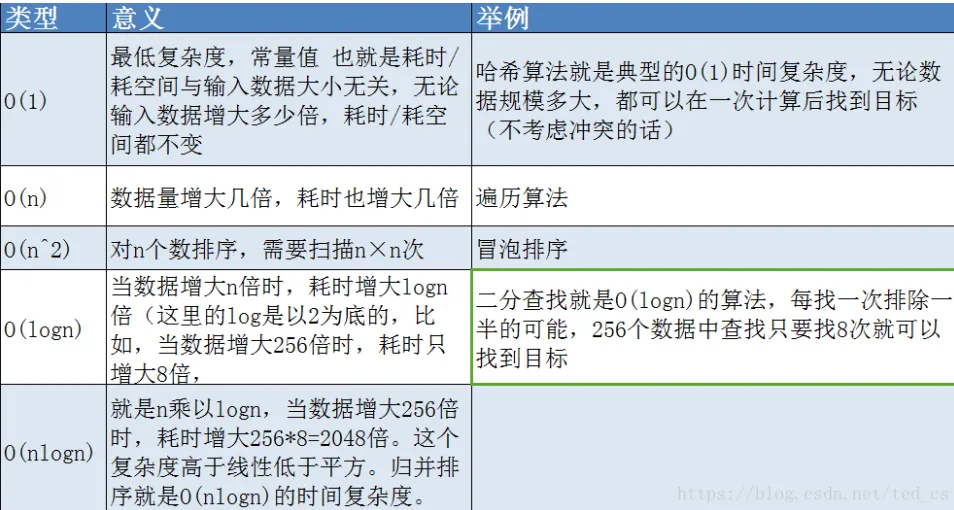 类型 意义 举例
O(1)
最低复杂度，常量值 也就是耗时/
耗空间与输入数据大小无关，无论
输入数据增大多少倍，耗时/耗空
间都不变
哈希算法就是典型的O(1)时间复杂度，无论数
据规模多大，都可以在一次计算后找到目标
（不考虑冲突的话）
O(n)
数据量增大几倍，耗时也增大几倍
遍历算法
O(n^2)
对n个数排序，需要扫描n×n次
冒泡排序
O(logn)
当数据增大n倍时，耗时增大logn
倍（这里的log是以2为底的，比
如，当数据增大256倍时，耗时只
增大8倍，
二分查找就是O(logn)的算法，每找一次排除一
半的可能，256个数据中查找只要找8次就可以
找到目标
O(nlogn)
就是n乘以logn，当数据增大256倍
时，耗时增大256*8=2048倍。这个
复杂度高于线性低于平方。归并排
序就是O(nlogn)的时间复杂度。
https://blog.csdn.net/ted_cs